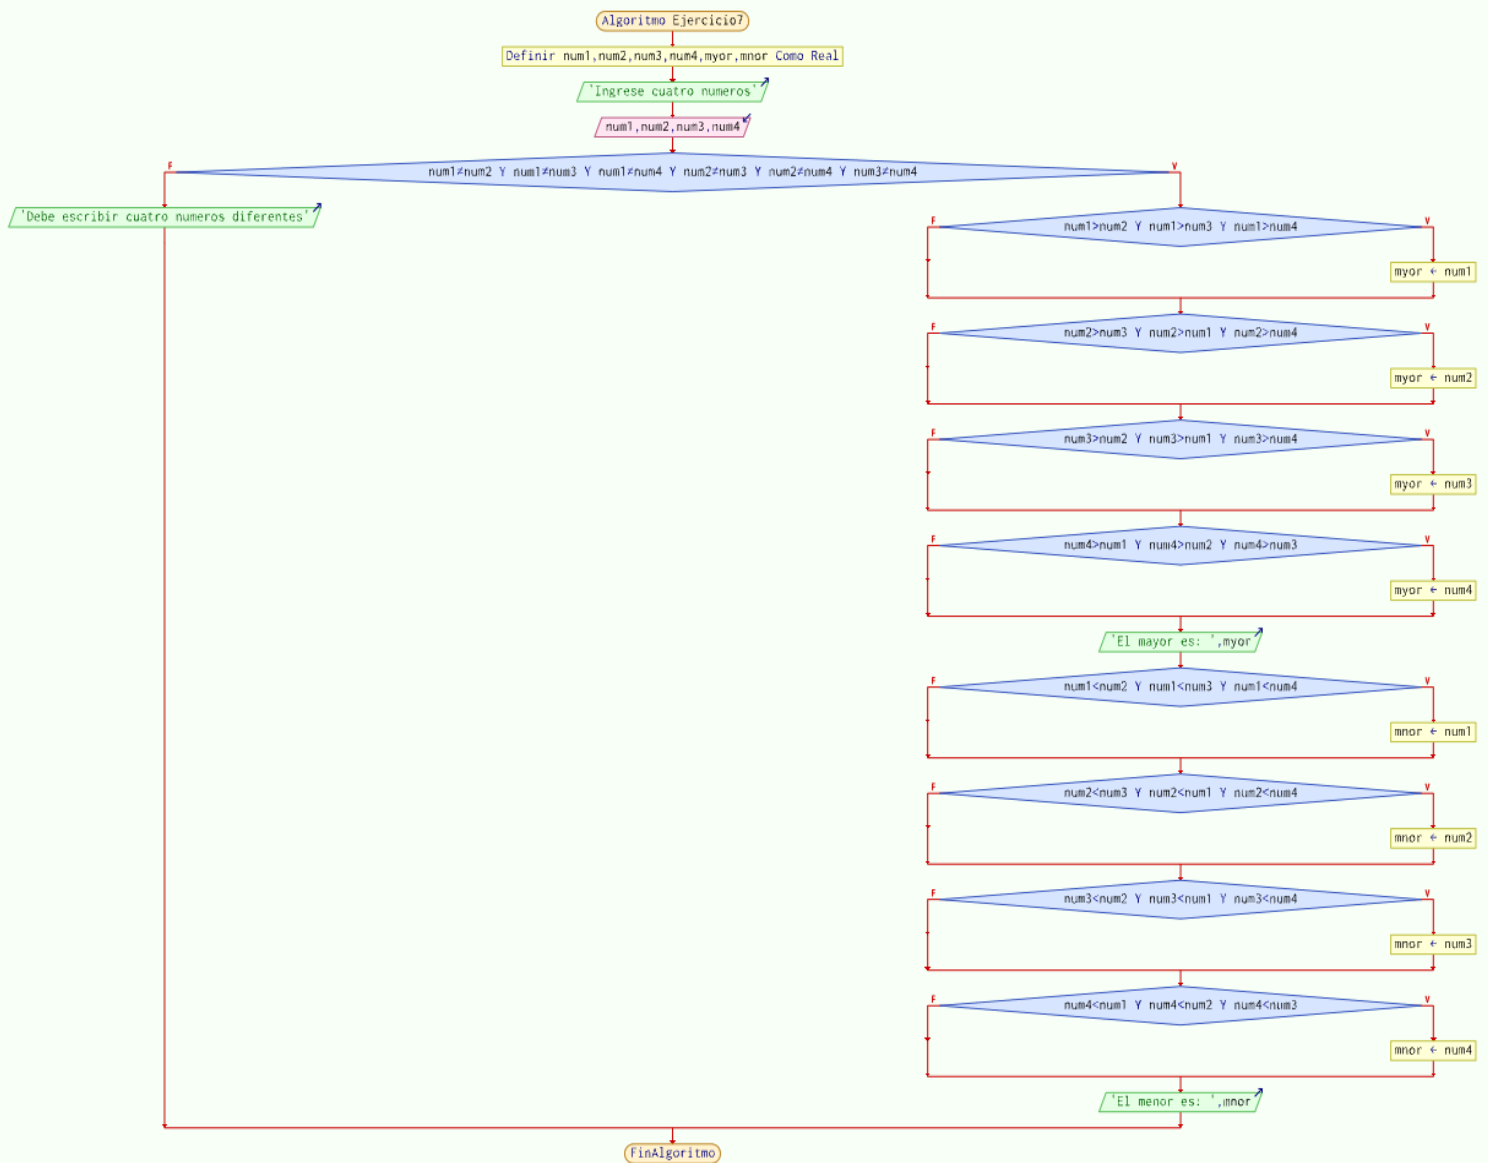 Algoritmo Ejercicio7
Definir num1,num2,num3,num4,myor,mnor Como Real
'Ingrese cuatro numeros'
num1,num2,num3,num4
F
V
num1≠num2 Y num1≠num3 Y num1≠num4 Y num2≠num3 Y num2≠num4 Y num3≠num4
'Debe escribir cuatro numeros diferentes'
F
V
num1>num2 Y num1>num3 Y num1>num4
myor ← num1
F
V
num2>num3 Y num2>num1 Y num2>num4
myor ← num2
F
V
num3>num2 Y num3>num1 Y num3>num4
myor ← num3
F
V
num4>num1 Y num4>num2 Y num4>num3
myor ← num4
'El mayor es: ',myor
F
V
num1<num2 Y num1<num3 Y num1<num4
mnor ← num1
F
V
num2<num3 Y num2<num1 Y num2<num4
mnor ← num2
F
V
num3<num2 Y num3<num1 Y num3<num4
mnor ← num3
F
V
num4<num1 Y num4<num2 Y num4<num3
mnor ← num4
'El menor es: ',mnor
FinAlgoritmo